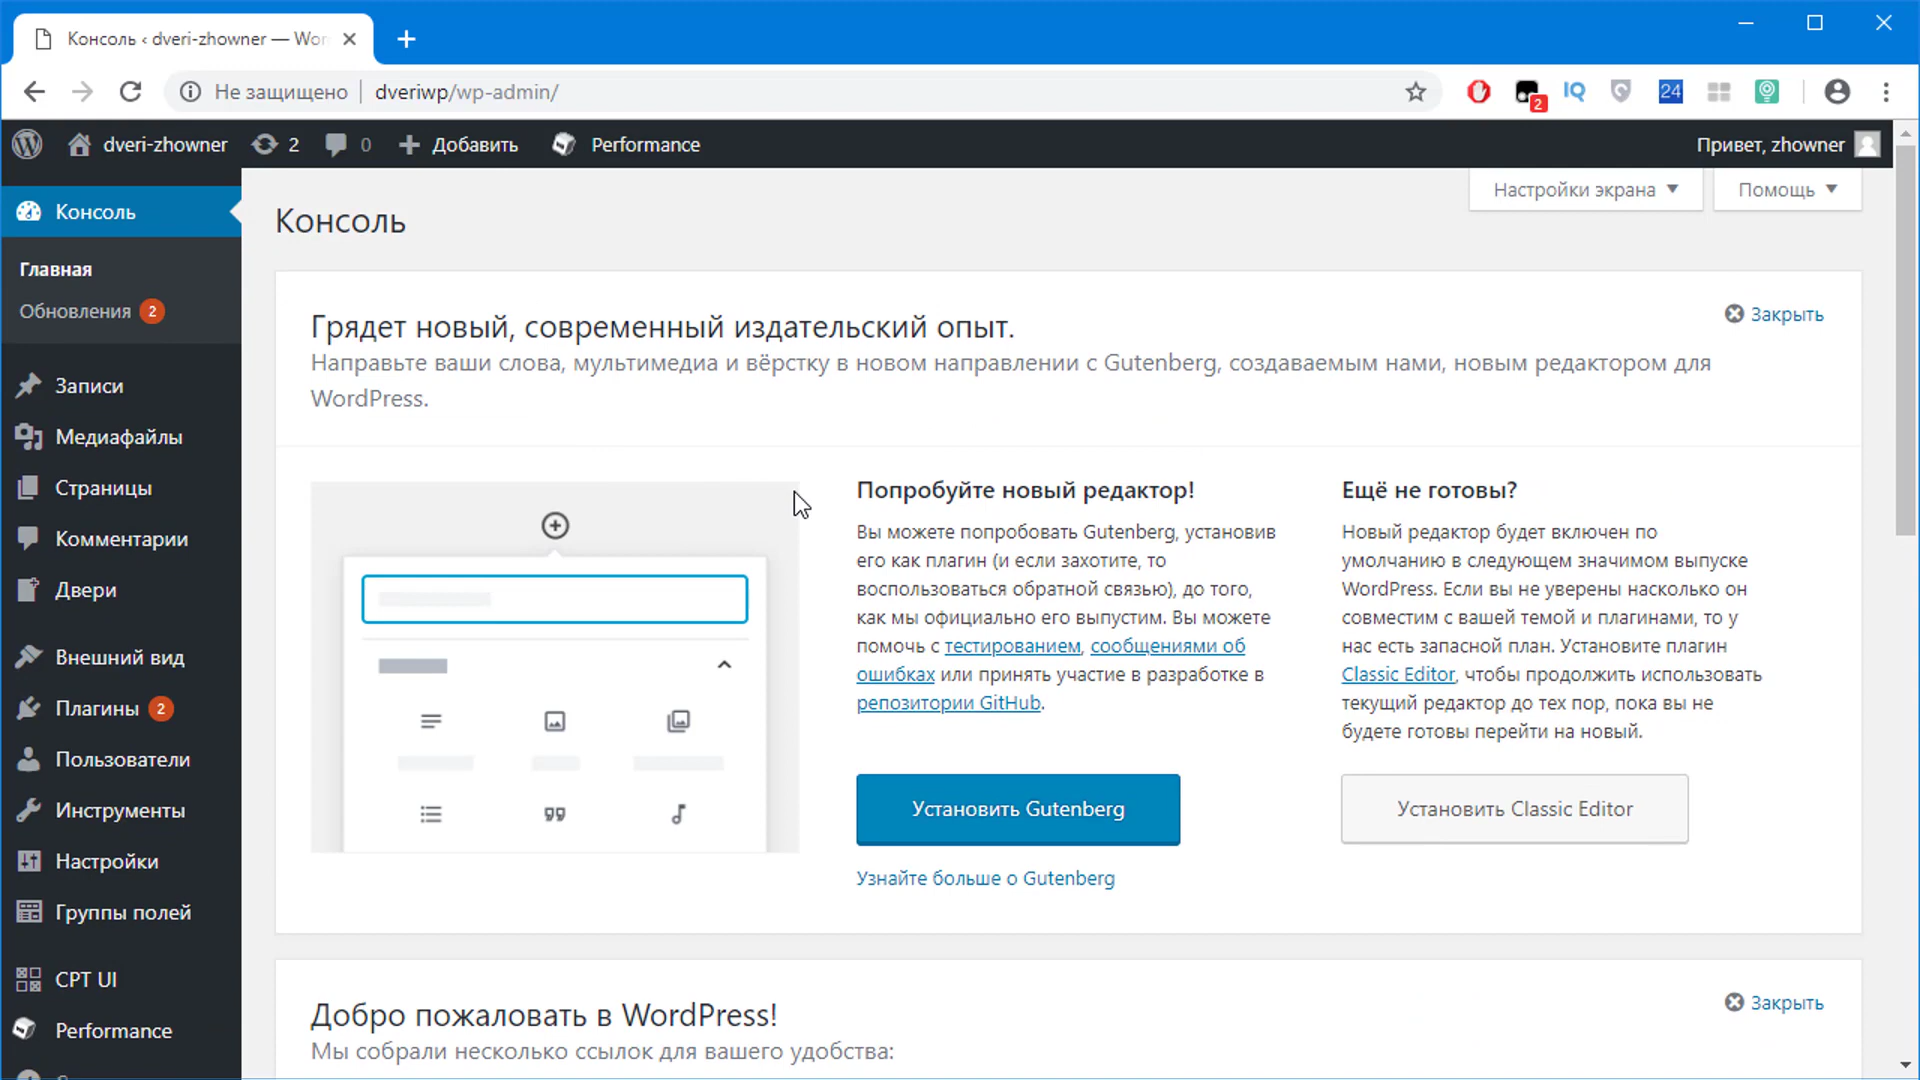 Консоль ‹ dveri-zhowner — Wor
Не защищено
dveriwp/wp-admin/
2
IQ
24
dveri-zhowner
2
0
Добавить
Performance
Привет, zhowner
Консоль
Главная
Обновления 2
Записи
Медиафайлы
Страницы
Комментарии
Двери
Внешний вид
Плагины 2
Пользователи
Инструменты
Настройки
Группы полей
CPT UI
Performance
Настройки экрана
Помощь
Консоль
Грядет новый, современный издательский опыт.
Закрыть
Направьте ваши слова, мультимедиа и вёрстку в новом направлении с Gutenberg, создаваемым нами, новым редактором для
WordPress.
Попробуйте новый редактор!
Вы можете попробовать Gutenberg, установив
его как плагин (и если захотите, то
воспользоваться обратной связью), до того,
как мы официально его выпустим. Вы можете
помочь с тестированием, сообщениями об
ошибках или принять участие в разработке в
репозитории GitHub.
Установить Gutenberg
Узнайте больше о Gutenberg
Ещё не готовы?
Новый редактор будет включен по
умолчанию в следующем значимом выпуске
WordPress. Если вы не уверены насколько он
совместим с вашей темой и плагинами, то у
нас есть запасной план. Установите плагин
Classic Editor, чтобы продолжить использовать
текущий редактор до тех пор, пока вы не
будете готовы перейти на новый.
Установить Classic Editor
Добро пожаловать в WordPress!
Закрыть
Мы собрали несколько ссылок для вашего удобства: